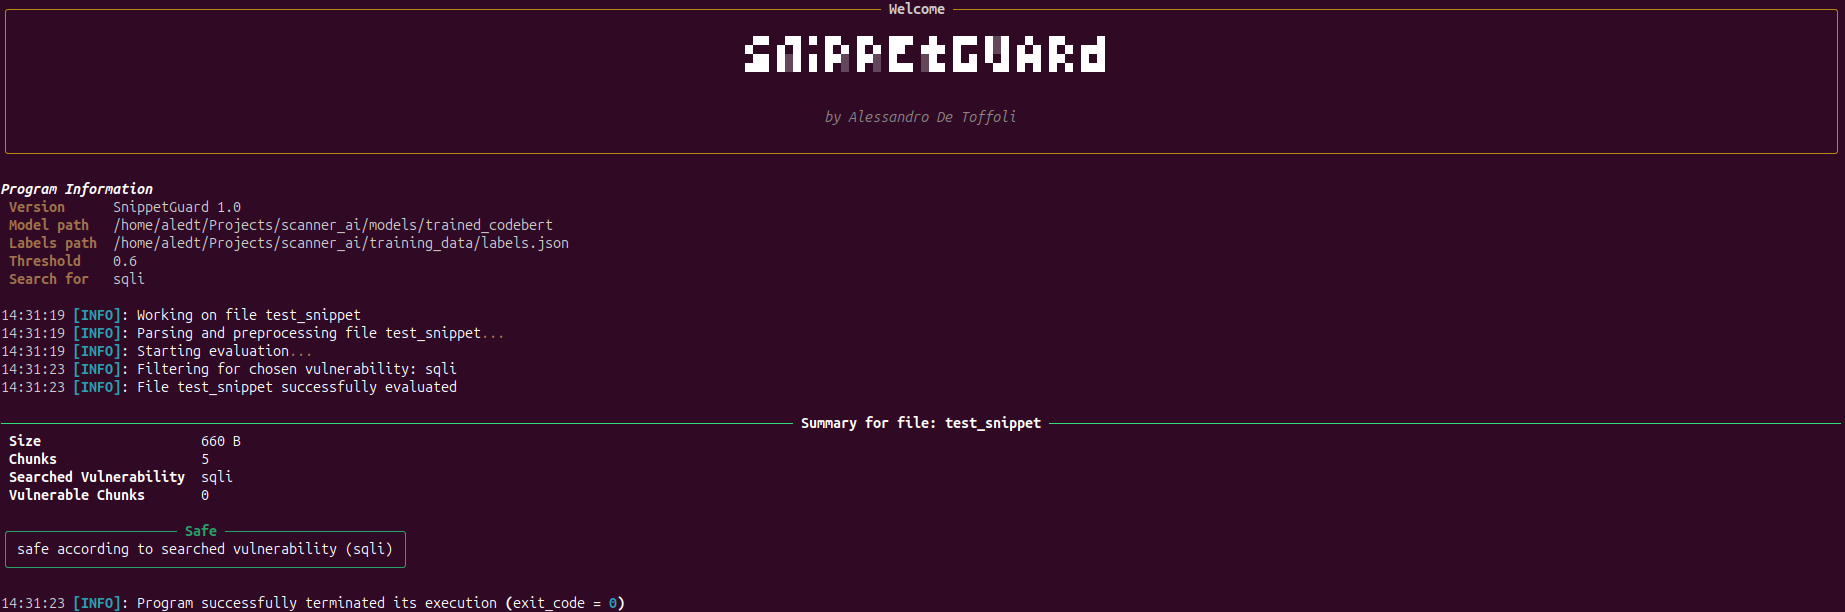 Welcome
SniPPEtGUARd
by Alessandro De Toffoli
Program Information
Version SnippetGuard 1.0
Model path /home/aledt/Projects/scanner_ai/models/trained_codebert
Labels path /home/aledt/Projects/scanner_ai/training_data/labels.json
Threshold 0.6
Search for sqli
14:31:19 [INFO]: Working on file test_snippet
14:31:19 [INFO]: Parsing and preprocessing file test_snippet...
14:31:19 [INFO]: Starting evaluation...
14:31:23 [INFO]: Filtering for chosen vulnerability: sqli
14:31:23 [INFO]: File test_snippet successfully evaluated
Summary for file: test_snippet
Size 660 B
Chunks 5
Searched Vulnerability sqli
Vulnerable Chunks 0
Safe
safe according to searched vulnerability (sqli)
14:31:23 [INFO]: Program successfully terminated its execution (exit_code = 0)